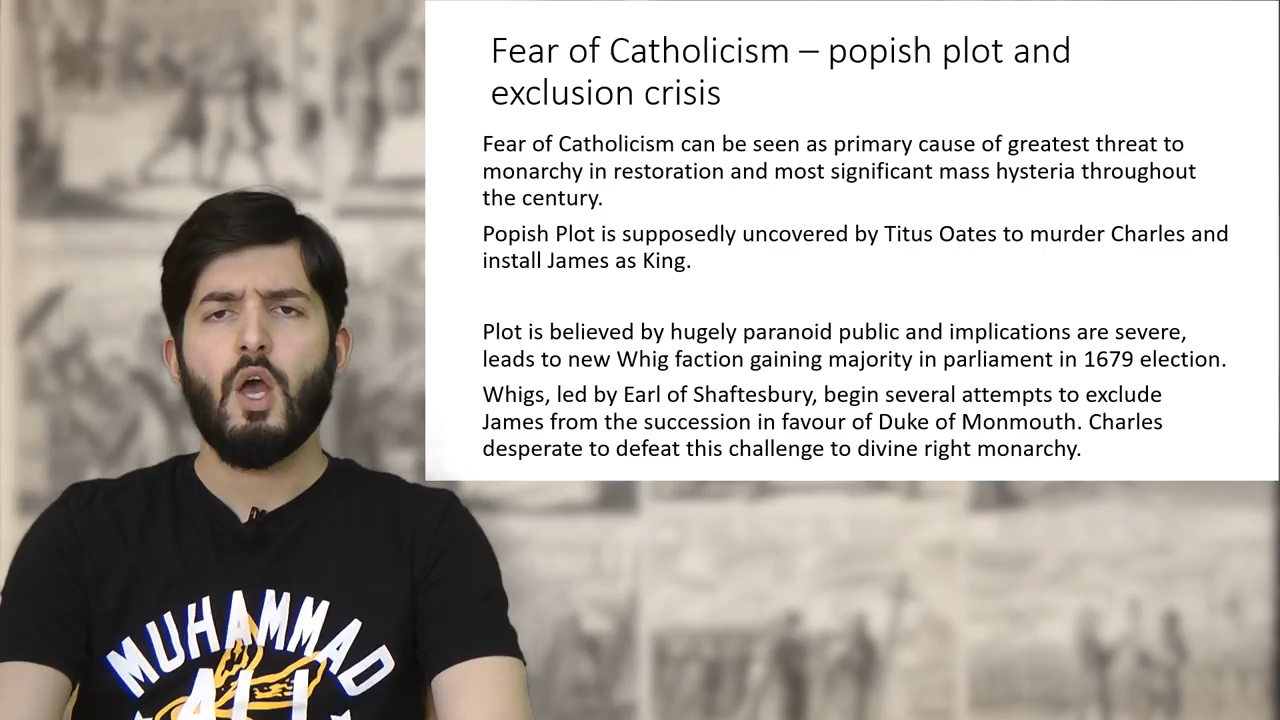 Fear of Catholicism – popish plot and
exclusion crisis
Fear of Catholicism can be seen as primary cause of greatest threat to
monarchy in restoration and most significant mass hysteria throughout
the century.
Popish Plot is supposedly uncovered by Titus Oates to murder Charles and
install James as King.
Plot is believed by hugely paranoid public and implications are severe,
leads to new Whig faction gaining majority in parliament in 1679 election.
Whigs, led by Earl of Shaftesbury, begin several attempts to exclude
James from the succession in favour of Duke of Monmouth. Charles
desperate to defeat this challenge to divine right monarchy.
MUHAMMAD
ALI